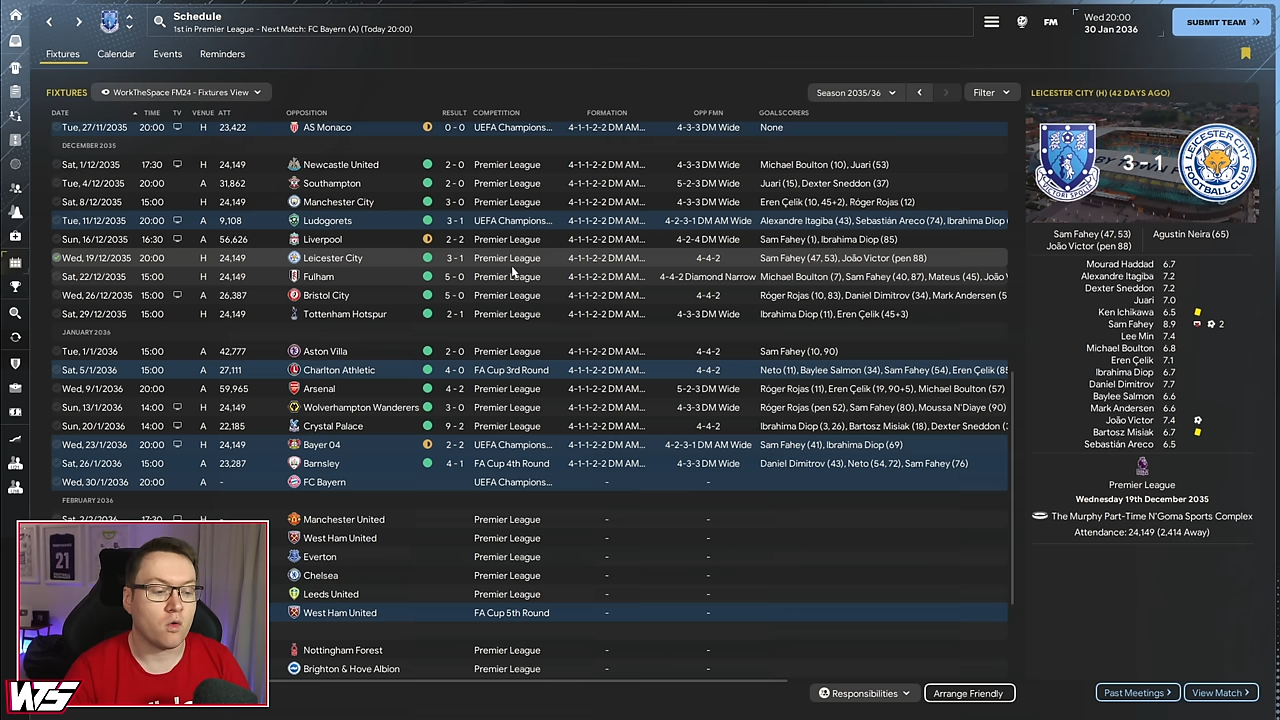 Schedule
1st in Premier League - Next Match: FC Bayern (A) (Today 20:00)
FM
Wed 20:00
30 Jan 2036
SUBMIT TEAM
Fixtures Calendar Events Reminders
FIXTURES WorkTheSpace FM24 - Fixtures View Season 2035/36 Filter
DATE TIME TV VENUE ATT OPPOSITION RESULT COMPETITION FORMATION OPP FMN GOALSCORERS
Tue, 27/11/2035 20:00 H 23,422 AS Monaco 0 - 0 UEFA Champions... 4-1-1-2-2 DM AM... 4-3-3 DM Wide None
DECEMBER 2035
Sat, 1/12/2035 17:30 H 24,149 Newcastle United 2 - 0 Premier League 4-1-1-2-2 DM AM... 4-3-3 DM Wide Michael Boulton (10), Juari (53)
Tue, 4/12/2035 20:00 A 31,862 Southampton 2 - 0 Premier League 4-1-1-2-2 DM AM... 5-2-3 DM Wide Juari (15), Dexter Sneddon (37)
Sat, 8/12/2035 15:00 H 24,149 Manchester City 3 - 0 Premier League 4-1-1-2-2 DM AM... 4-3-3 DM Wide Eren Çelik (10, 45+2), Róger Rojas (12)
Tue, 11/12/2035 20:00 A 9,108 Ludogorets 3 - 1 UEFA Champions... 4-1-1-2-2 DM AM... 4-2-3-1 DM AM Wide Alexandre Itagiba (43), Sebastián Areco (74), Ibrahima Diop
Sun, 16/12/2035 16:30 A 56,626 Liverpool 2 - 2 Premier League 4-1-1-2-2 DM AM... 4-2-4 DM Wide Sam Fahey (1), Ibrahima Diop (85)
Wed, 19/12/2035 20:00 H 24,149 Leicester City 3 - 1 Premier League 4-1-1-2-2 DM AM... 4-4-2 Sam Fahey (47, 53), João Victor (pen 88)
Sat, 22/12/2035 15:00 H 24,149 Fulham 5 - 0 Premier League 4-1-1-2-2 DM AM... 4-4-2 Diamond Narrow Michael Boulton (7), Sam Fahey (40, 87), Mateus (45), João V
Wed, 26/12/2035 15:00 A 26,387 Bristol City 5 - 0 Premier League 4-1-1-2-2 DM AM... 4-4-2 Róger Rojas (10, 83), Daniel Dimitrov (34), Mark Andersen (5
Sat, 29/12/2035 15:00 H 24,149 Tottenham Hotspur 2 - 1 Premier League 4-1-1-2-2 DM AM... 4-4-2 Ibrahima Diop (11), Eren Çelik (45+3)
JANUARY 2036
Tue, 1/1/2036 15:00 A 42,777 Aston Villa 2 - 0 Premier League 4-1-1-2-2 DM AM... 4-4-2 Sam Fahey (10, 90)
Sat, 5/1/2036 15:00 A 27,111 Charlton Athletic 4 - 0 FA Cup 3rd Round 4-1-1-2-2 DM AM... 4-4-2 Neto (11), Baylee Salmon (34), Sam Fahey (54), Eren Çelik (8
Wed, 9/1/2036 20:00 A 59,965 Arsenal 4 - 2 Premier League 4-1-1-2-2 DM AM... 5-2-3 DM Wide Róger Rojas (11), Eren Çelik (19, 90+5), Michael Boulton (57)
Sun, 13/1/2036 14:00 H 24,149 Wolverhampton Wanderers 3 - 0 Premier League 4-1-1-2-2 DM AM... 4-3-3 DM Wide Róger Rojas (pen 52), Sam Fahey (80), Moussa N'Diaye (90)
Sun, 20/1/2036 14:00 A 22,185 Crystal Palace 9 - 2 Premier League 4-1-1-2-2 DM AM... 4-3-3 DM Wide Ibrahima Diop (3, 26), Bartosz Misiak (18), Dexter Sneddon
Wed, 23/1/2036 20:00 H 24,149 Bayer 04 2 - 2 UEFA Champions... 4-1-1-2-2 DM AM... 4-2-3-1 DM AM Wide Sam Fahey (41), Ibrahima Diop (69)
Sat, 26/1/2036 15:00 A 23,287 Barnsley 4 - 1 FA Cup 4th Round 4-1-1-2-2 DM AM... 4-3-3 DM Wide Daniel Dimitrov (43), Neto (54, 72), Sam Fahey (76)
Wed, 30/1/2036 20:00 A - FC Bayern UEFA Champions... - -
FEBRUARY 2036
Sat, 2/2/2036 17:30 H - Manchester United Premier League - -
West Ham United Premier League - -
Everton Premier League - -
Chelsea Premier League - -
Leeds United Premier League - -
West Ham United FA Cup 5th Round - -
Nottingham Forest Premier League - -
Brighton & Hove Albion Premier League - -
Responsibilities Arrange Friendly
LEICESTER CITY (H) (42 DAYS AGO)
3 - 1
LEICESTER CITY
FOOTBALL CLUB
Sam Fahey (47, 53) Agustin Neira (65)
João Victor (pen 88)
Mourad Haddad 6.7
Alexandre Itagiba 7.2
Dexter Sneddon 7.2
Juari 7.0
Ken Ichikawa 6.5
Sam Fahey 8.9 2
Lee Min 7.4
Michael Boulton 6.8
Eren Çelik 7.1
Ibrahima Diop 6.7
Daniel Dimitrov 7.7
Baylee Salmon 6.6
Mark Andersen 6.6
João Victor 7.4
Bartosz Misiak 6.7
Sebastián Areco 6.5
Premier League
Wednesday 19th December 2035
The Murphy Part-Time N'Goma Sports Complex
Attendance: 24,149 (2,414 Away)
Past Meetings View Match
21
WTS